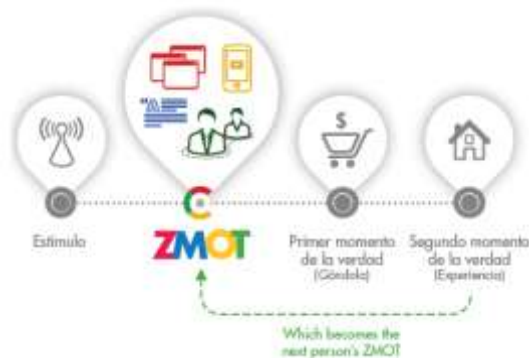 $
Estímulo
ZMOT
Primer momento
de la verdad
(Góndola)
Segundo momento
de la verdad
(Experiencia)
Which becomes the
next person's ZMOT